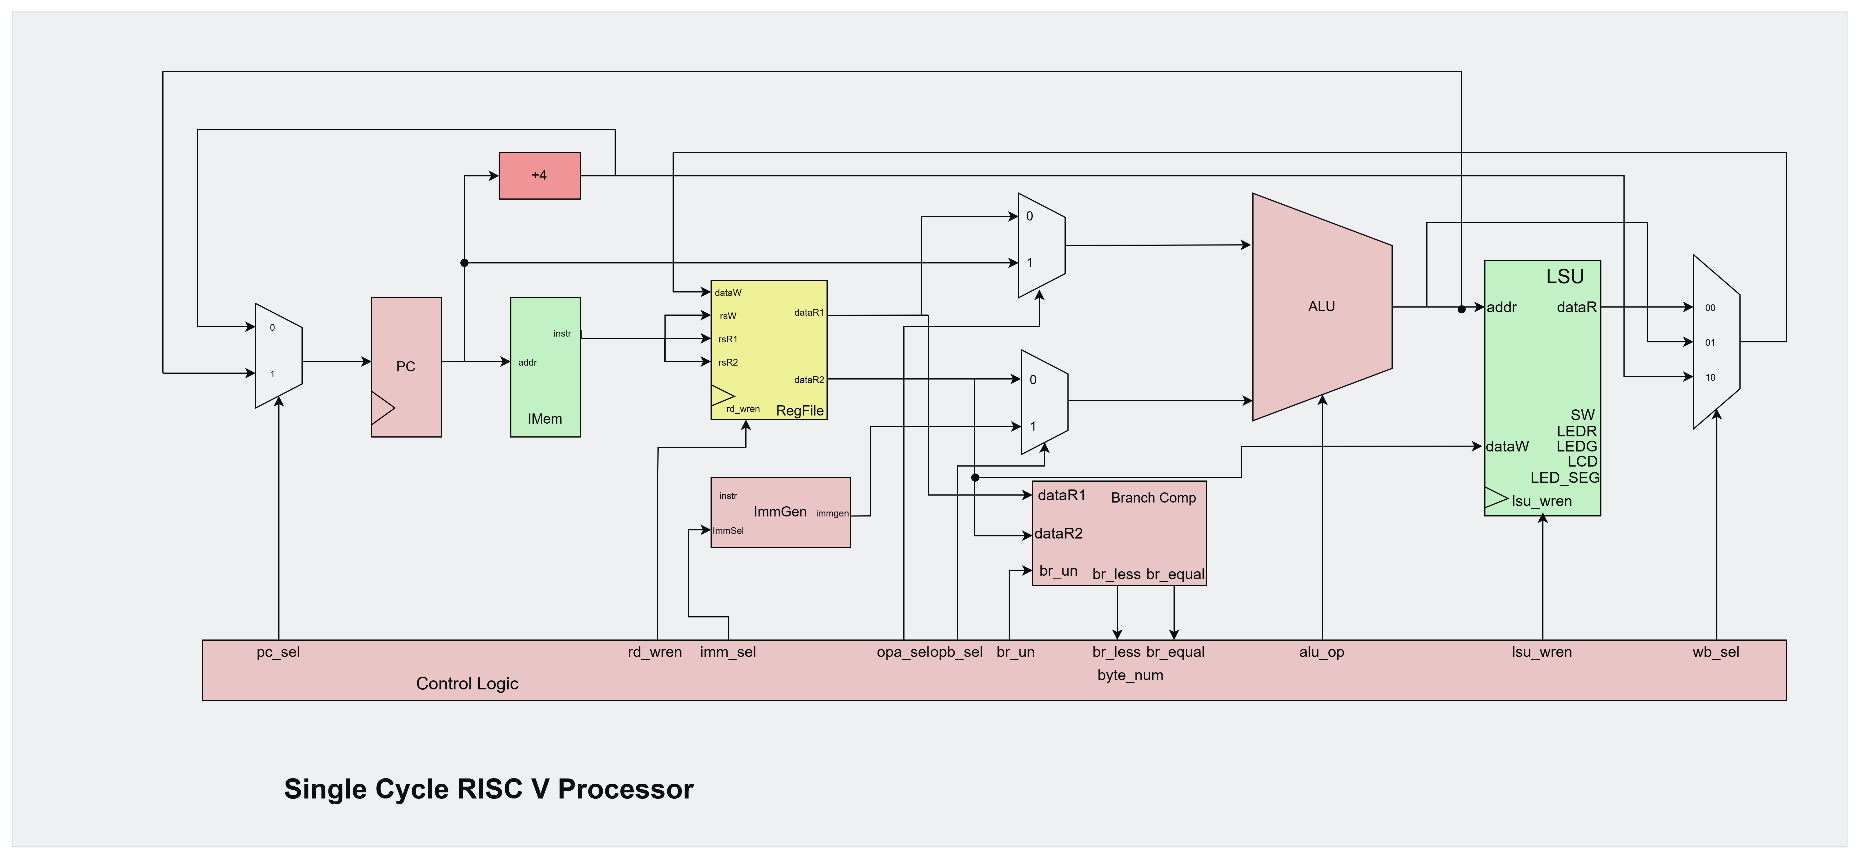 +4
0
1
PC
instr
addr
IMem
dataW
rsW
rsR1
rsR2
dataR1
dataR2
rd_wren
RegFile
instr
ImmGen
immgen
ImmSel
0
1
0
1
dataR1
Branch Comp
dataR2
br_un
br_less
br_equal
ALU
LSU
addr
dataR
SW
LEDR
dataW
LEDG
LCD
LED_SEG
lsu_wren
00
01
10
pc_sel
rd_wren
imm_sel
opa_sel
opb_sel
br_un
br_less
br_equal
alu_op
lsu_wren
wb_sel
byte_num
Control Logic
Single Cycle RISC V Processor